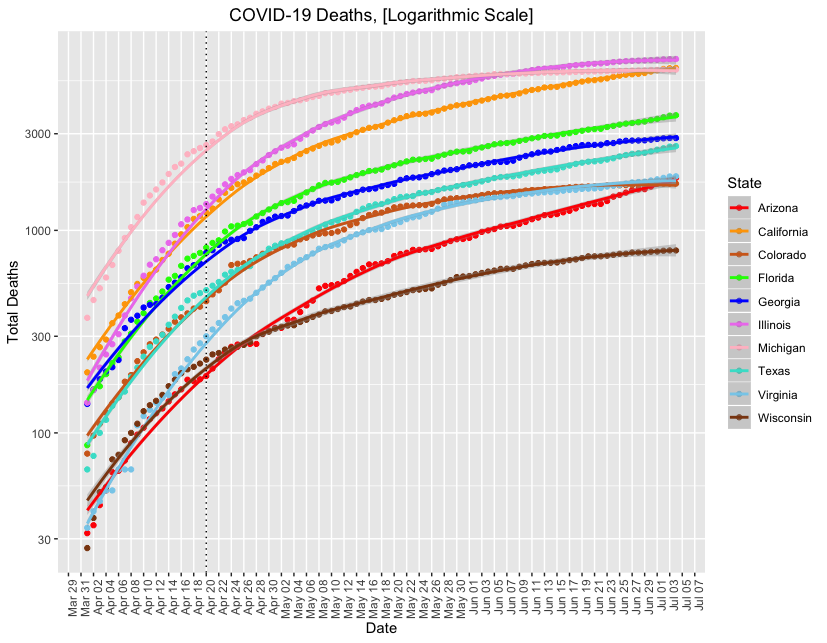 COVID-19 Deaths, [Logarithmic Scale]
Total Deaths
3000
1000
300
100
30
Mar 29
Mar 31
Apr 02
Apr 04
Apr 06
Apr 08
Apr 10
Apr 12
Apr 14
Apr 16
Apr 18
Apr 20
Apr 22
Apr 24
Apr 26
Apr 28
Apr 30
May 02
May 04
May 06
May 08
May 10
May 12
May 14
May 16
May 18
May 20
May 22
May 24
May 26
May 28
May 30
Jun 01
Jun 03
Jun 05
Jun 07
Jun 09
Jun 11
Jun 13
Jun 15
Jun 17
Jun 19
Jun 21
Jun 23
Jun 25
Jun 27
Jun 29
Jul 01
Jul 03
Jul 05
Jul 07
Date
State
Arizona
California
Colorado
Florida
Georgia
Illinois
Michigan
Texas
Virginia
Wisconsin